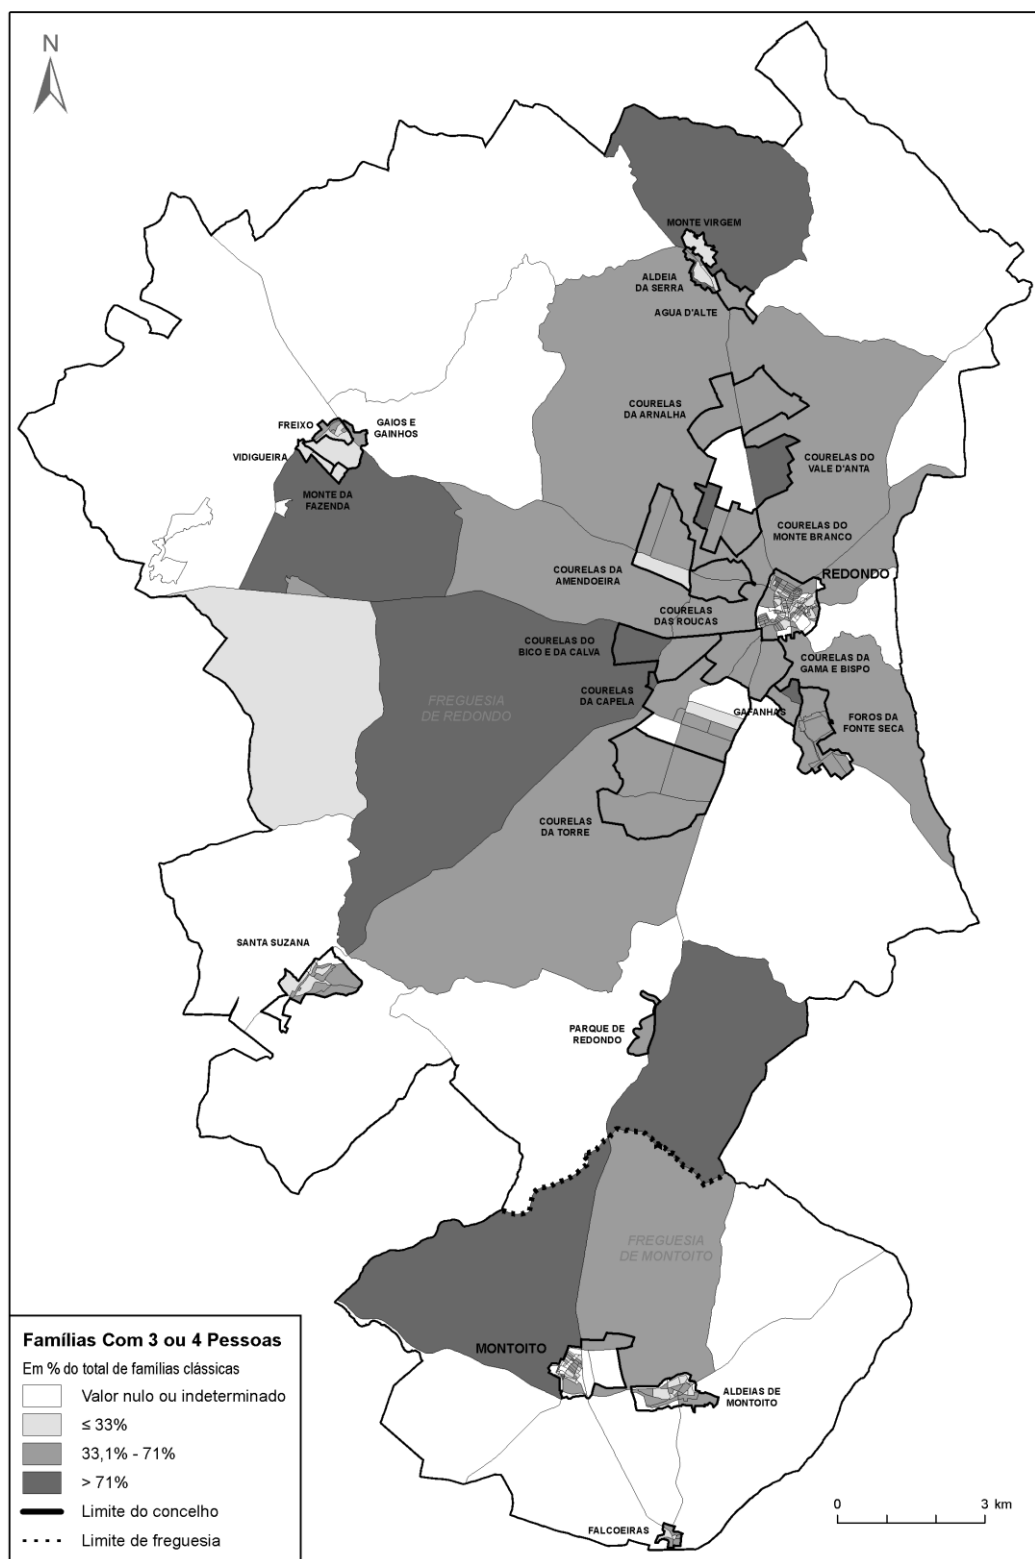 N
MONTE VIRGEM
ALDEIA
DA SERRA
AGUA D'ALTE
COURELAS
DA ARNALHA
FREIXO
GAIOS E
GAINHOS
VIDIGUEIRA
COURELAS DO
VALE D'ANTA
MONTE DA
FAZENDA
COURELAS DO
MONTE BRANCO
COURELAS DA
AMENDOEIRA
REDONDO
COURELAS
DAS ROUCAS
COURELAS DO
BICO E DA CALVA
COURELAS DA
GAMA E BISPO
COURELAS
DA CAPELA
FREGUESIA
DE REDONDO
GAFANHAS
FOROS DA
FONTE SECA
COURELAS
DA TORRE
SANTA SUZANA
PARQUE DE
REDONDO
FREGUESIA
DE MONTOITO
MONTOITO
ALDEIAS DE
MONTOITO
FALCOEIRAS
Famílias Com 3 ou 4 Pessoas
Em % do total de famílias clássicas
Valor nulo ou indeterminado
≤ 33%
33,1% - 71%
> 71%
Limite do concelho
Limite de freguesia
0 3 km